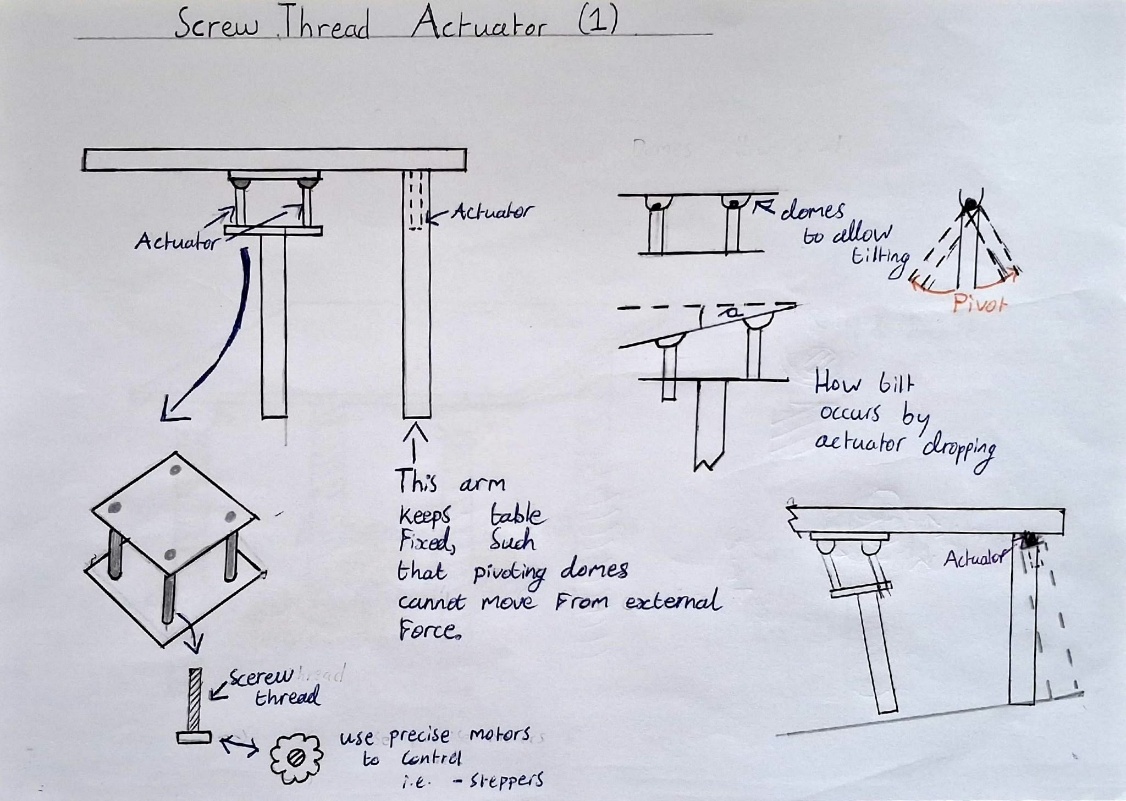 Screw Thread Actuator (1)
Actuator
Actuator
domes
to allow
tilting
Pivot
a
How tilt
occurs by
actuator dropping
This arm
Keeps table
Fixed, Such
that pivoting domes
cannot move From external
Force.
Actuator
Screrew
thread
use precise motors
to control
i.e. - steppers